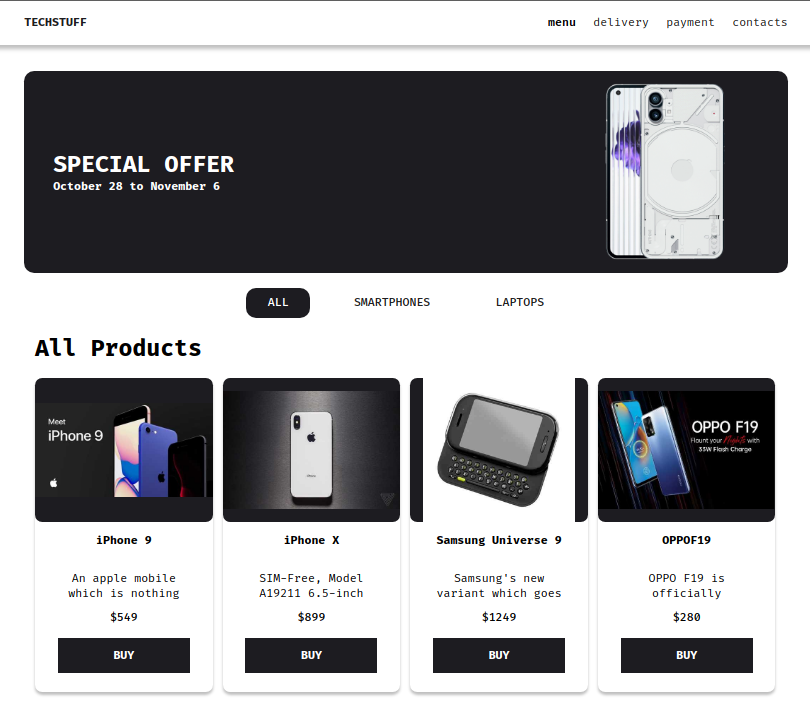 TECHSTUFF
menu delivery payment contacts
SPECIAL OFFER
October 28 to November 6
ALL SMARTPHONES LAPTOPS
All Products
Meet
iPhone 9
OPPO F19
Flaunt your Nights with
33W Flash Charge
iPhone 9
An apple mobile
which is nothing
$549
BUY
iPhone X
SIM-Free, Model
A19211 6.5-inch
$899
BUY
Samsung Universe 9
Samsung's new
variant which goes
$1249
BUY
OPPOF19
OPPO F19 is
officially
$280
BUY